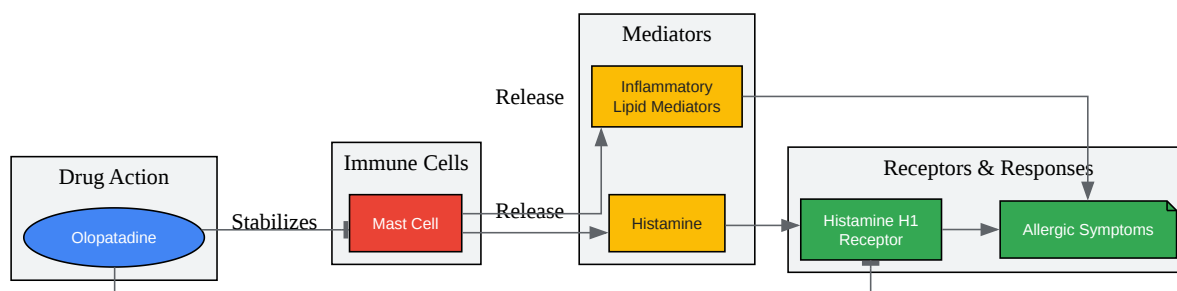 Mediators
Inflammatory
Lipid Mediators
Release
Immune Cells
Receptors & Responses
Drug Action
Stabilizes
Release
Olopatadine
Mast Cell
Histamine
Histamine H1
Receptor
Allergic Symptoms